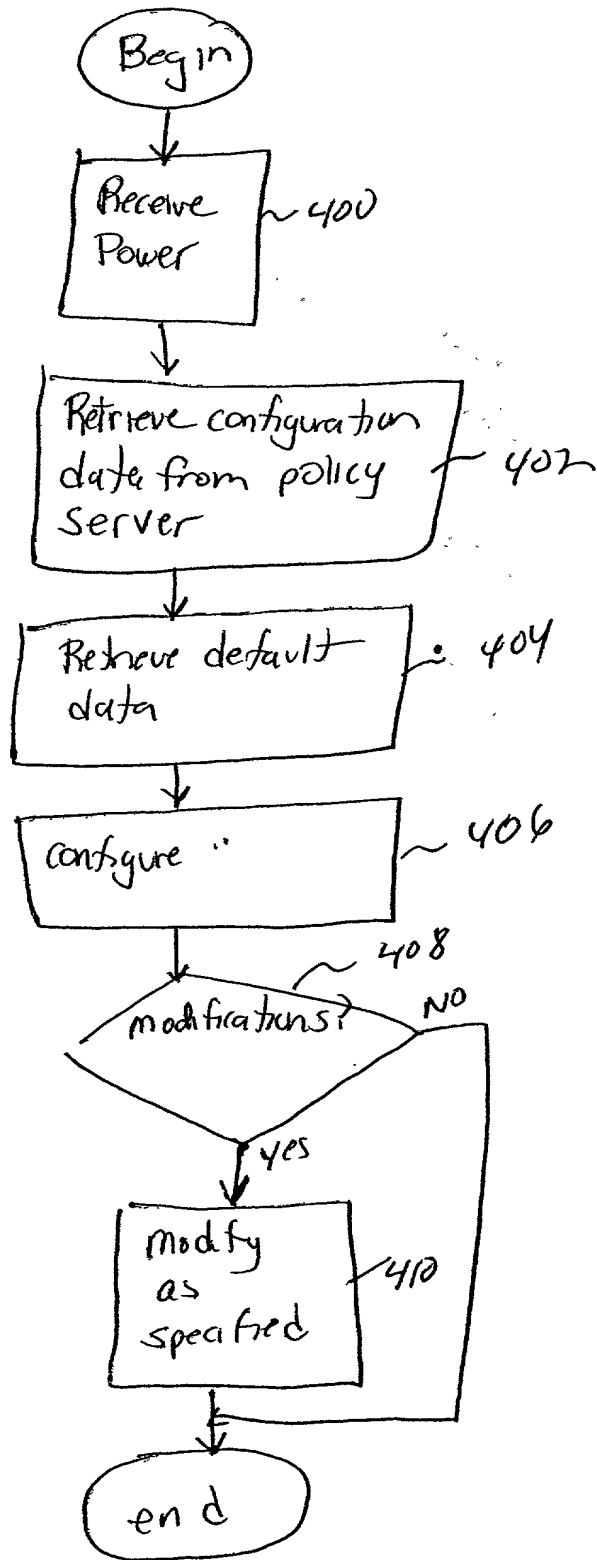 Begin
Receive
Power
400
Retrieve configuration
data from policy
server
402
Retrieve default
data
404
configure
406
408
modifications?
NO
yes
modify
as
specified
410
end